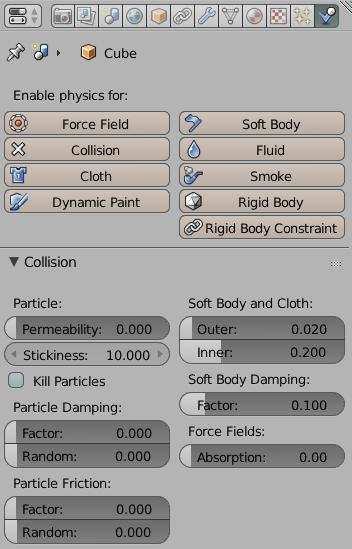 Cube
Enable physics for:
Force Field
Soft Body
Collision
Fluid
Cloth
Smoke
Dynamic Paint
Rigid Body
Rigid Body Constraint
Collision
Particle:
Permeability: 0.000
Stickiness: 10.000
Kill Particles
Particle Damping:
Factor: 0.000
Random: 0.000
Particle Friction:
Factor: 0.000
Random: 0.000
Soft Body and Cloth:
Outer: 0.020
Inner: 0.200
Soft Body Damping:
Factor: 0.100
Force Fields:
Absorption: 0.00